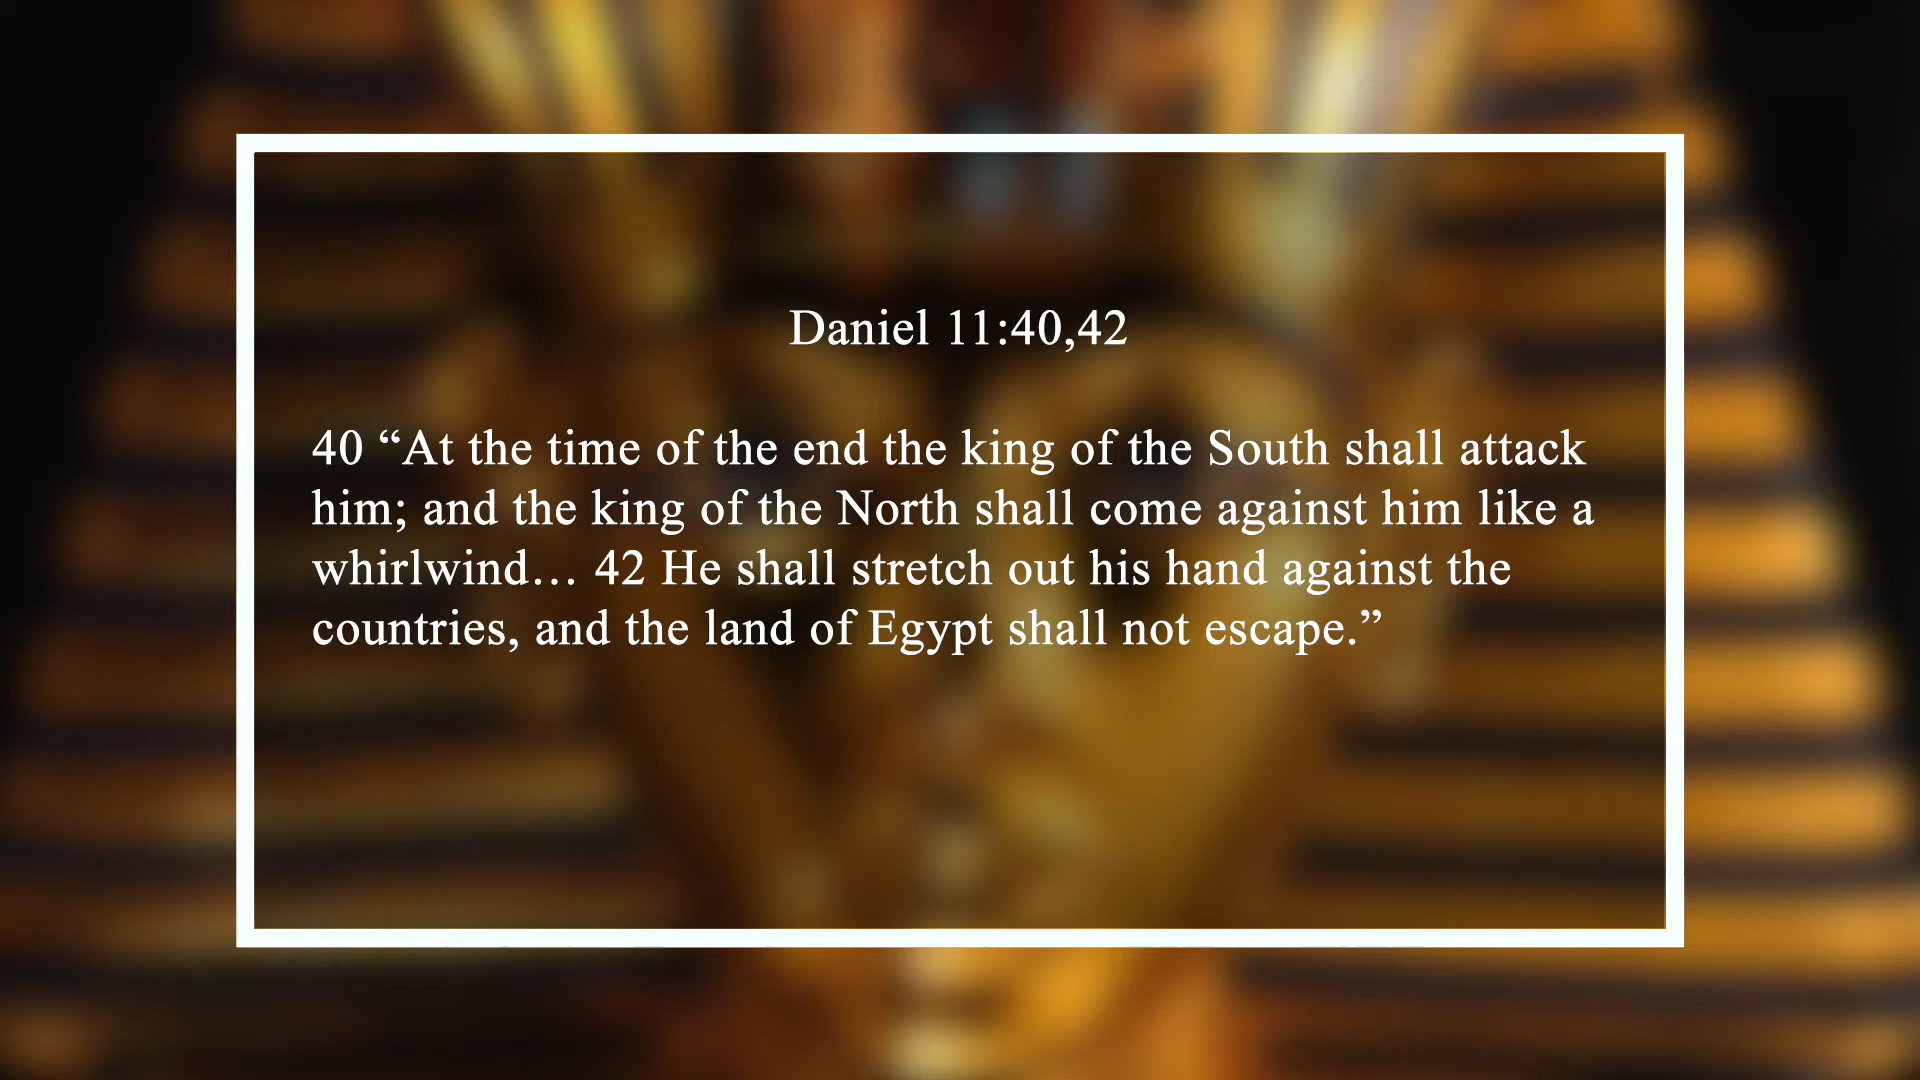 Daniel 11:40,42
40 “At the time of the end the king of the South shall attack
him; and the king of the North shall come against him like a
whirlwind… 42 He shall stretch out his hand against the
countries, and the land of Egypt shall not escape.”